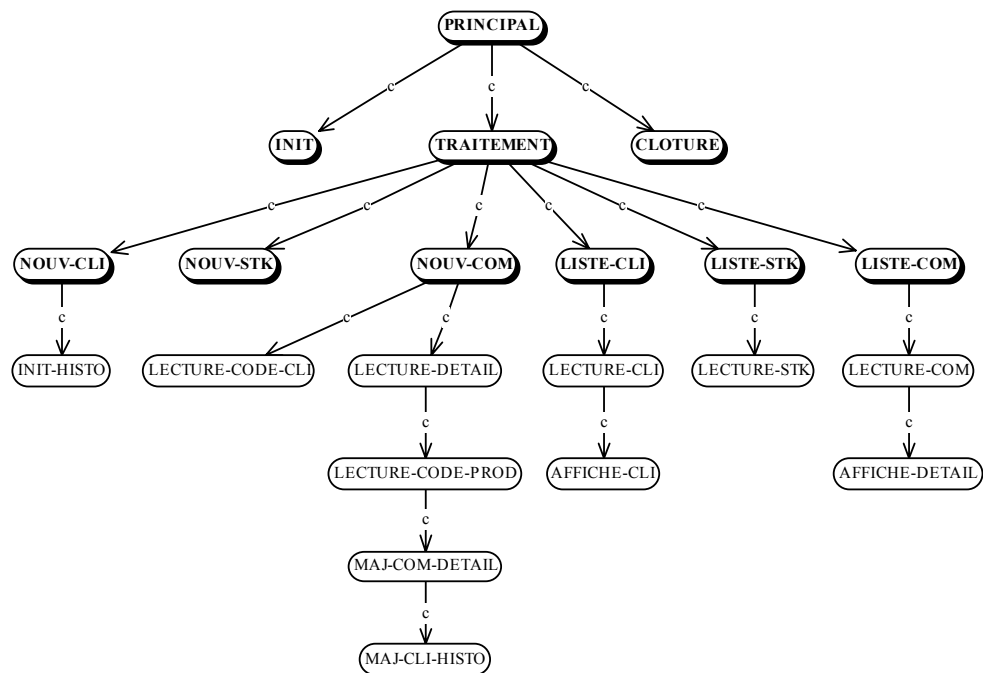 PRINCIPAL
c
c
c
INIT
TRAITEMENT
CLOTURE
c
c
c
c
c
c
NOUV-CLI
NOUV-STK
NOUV-COM
LISTE-CLI
LISTE-STK
LISTE-COM
c
c
c
c
c
c
INIT-HISTO
LECTURE-CODE-CLI
LECTURE-DETAIL
LECTURE-CLI
LECTURE-STK
LECTURE-COM
c
c
c
LECTURE-CODE-PROD
AFFICHE-CLI
AFFICHE-DETAIL
c
MAJ-COM-DETAIL
c
MAJ-CLI-HISTO